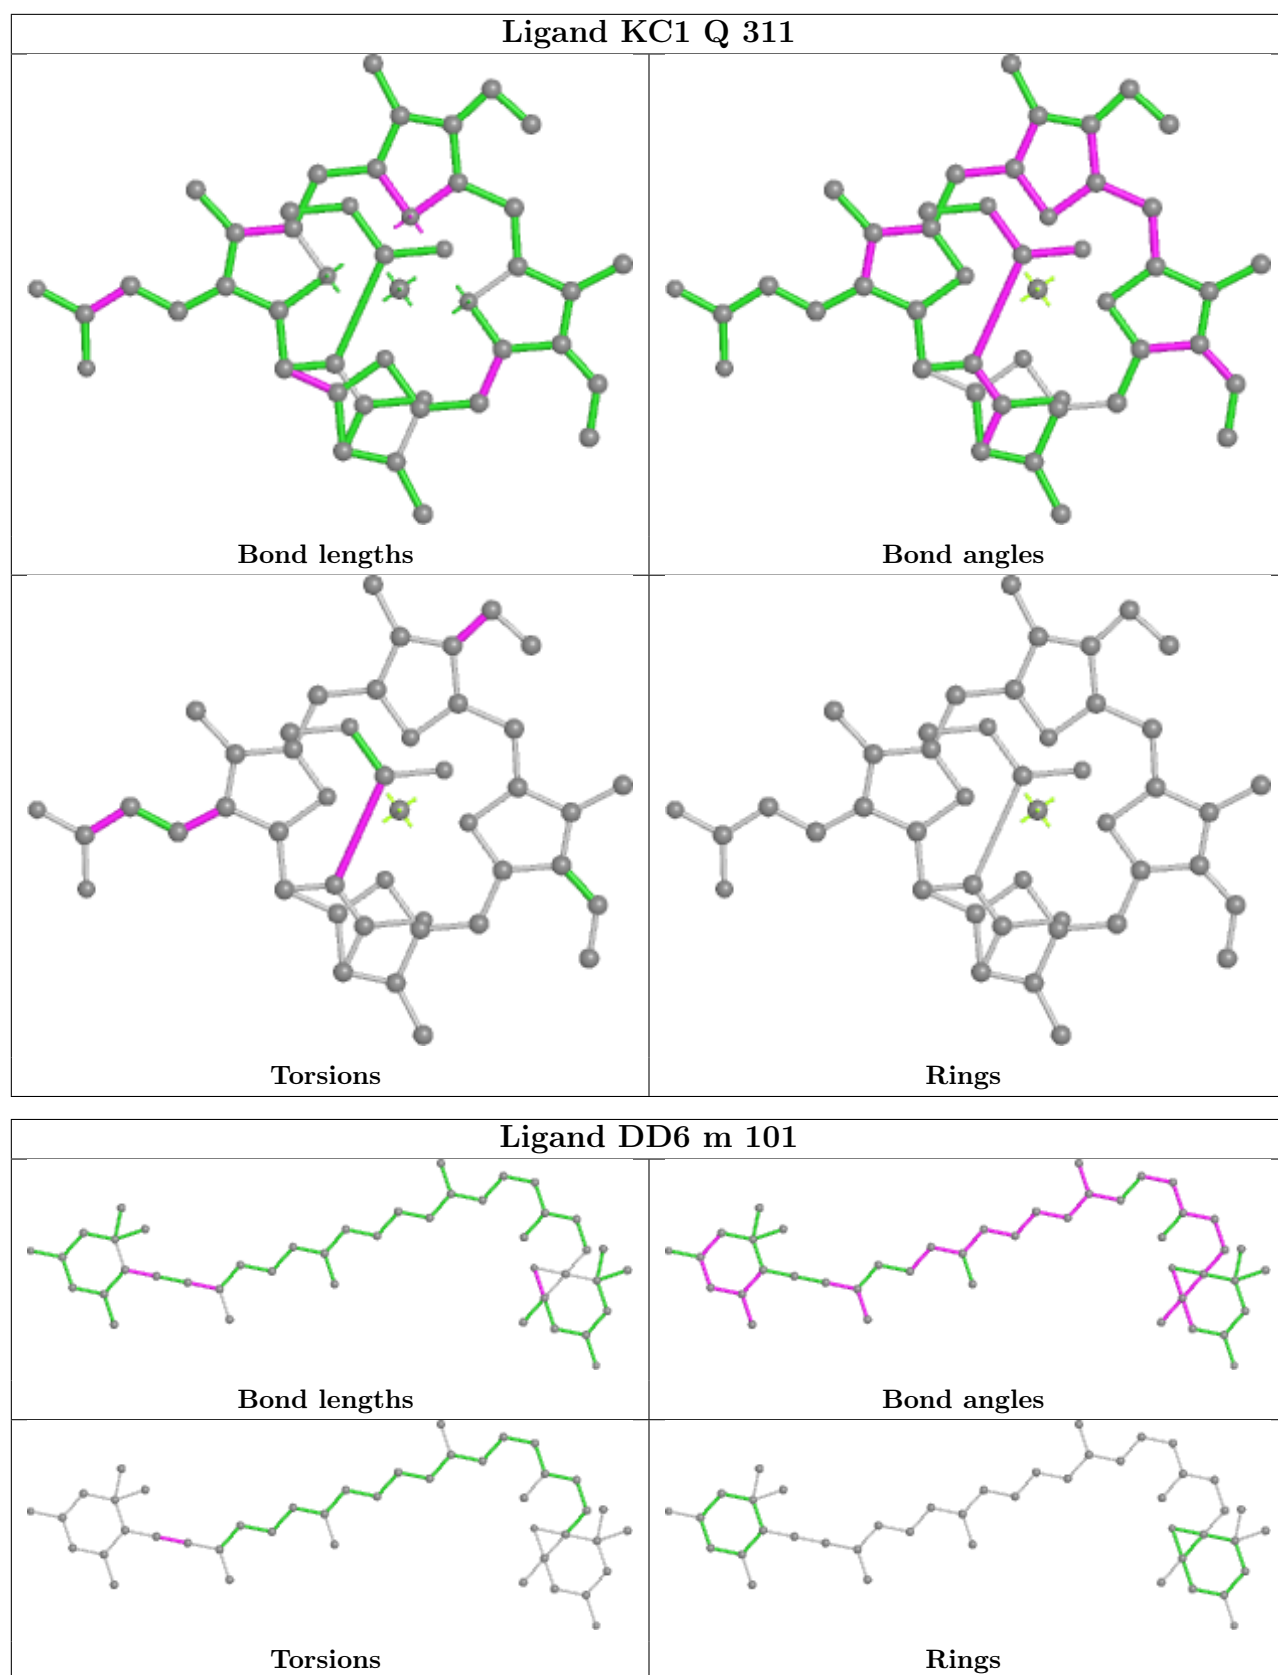 Ligand KC1 Q 311
Bond lengths
Bond angles
Torsions
Rings
Ligand DD6 m 101
Bond lengths
Bond angles
Torsions
Rings